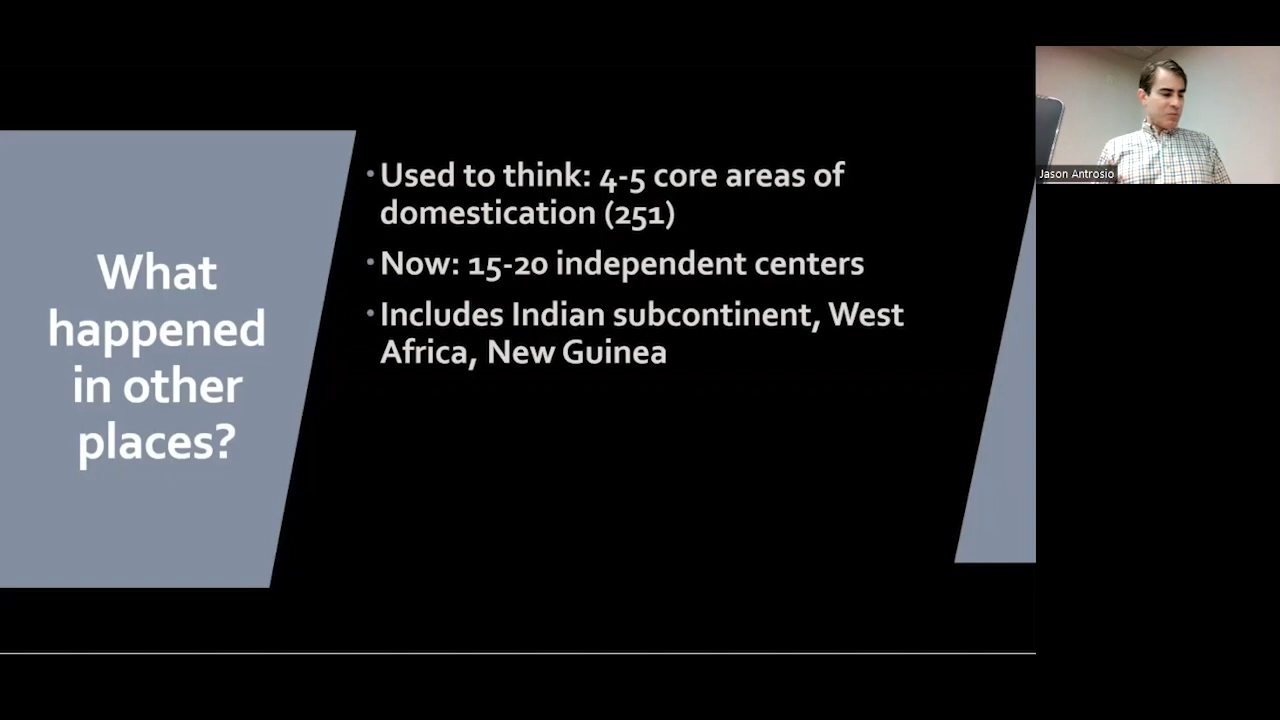 What
happened
in other
places?
Used to think: 4-5 core areas of
domestication (251)
Now: 15-20 independent centers
Includes Indian subcontinent, West
Africa, New Guinea
Jason Antrosio